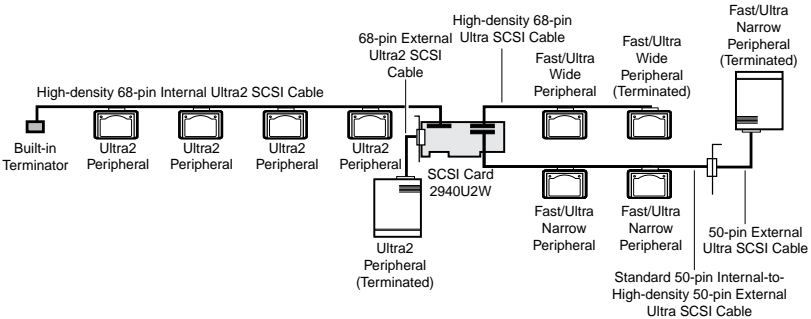 68-pin External
Ultra2 SCSI
Cable
High-density 68-pin
Ultra SCSI Cable
Fast/Ultra
Narrow
Peripheral
(Terminated)
Fast/Ultra
Wide
Peripheral
Fast/Ultra
Wide
Peripheral
(Terminated)
High-density 68-pin Internal Ultra2 SCSI Cable
Built-in
Terminator
Ultra2
Peripheral
Ultra2
Peripheral
Ultra2
Peripheral
Ultra2
Peripheral
SCSI Card
2940U2W
Ultra2
Peripheral
(Terminated)
Fast/Ultra
Narrow
Peripheral
Fast/Ultra
Narrow
Peripheral
50-pin External
Ultra SCSI Cable
Standard 50-pin Internal-to-
High-density 50-pin External
Ultra SCSI Cable